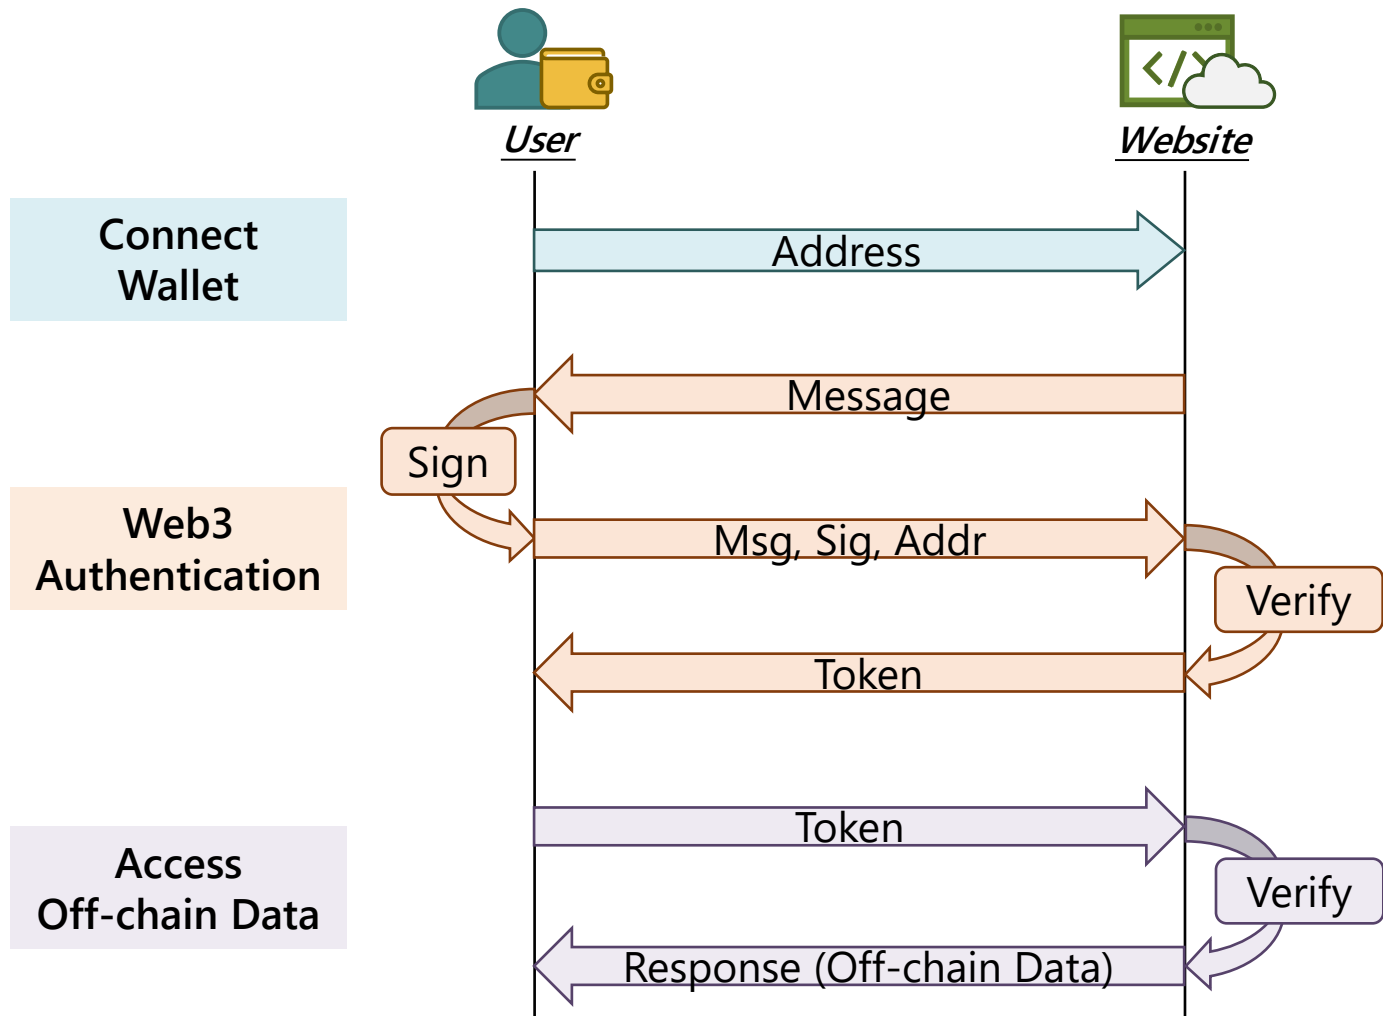 User
Website
</>
Connect
Wallet
Address
Message
Sign
Web3
Authentication
Msg, Sig, Addr
Verify
Token
Access
Off-chain Data
Token
Verify
Response (Off-chain Data)